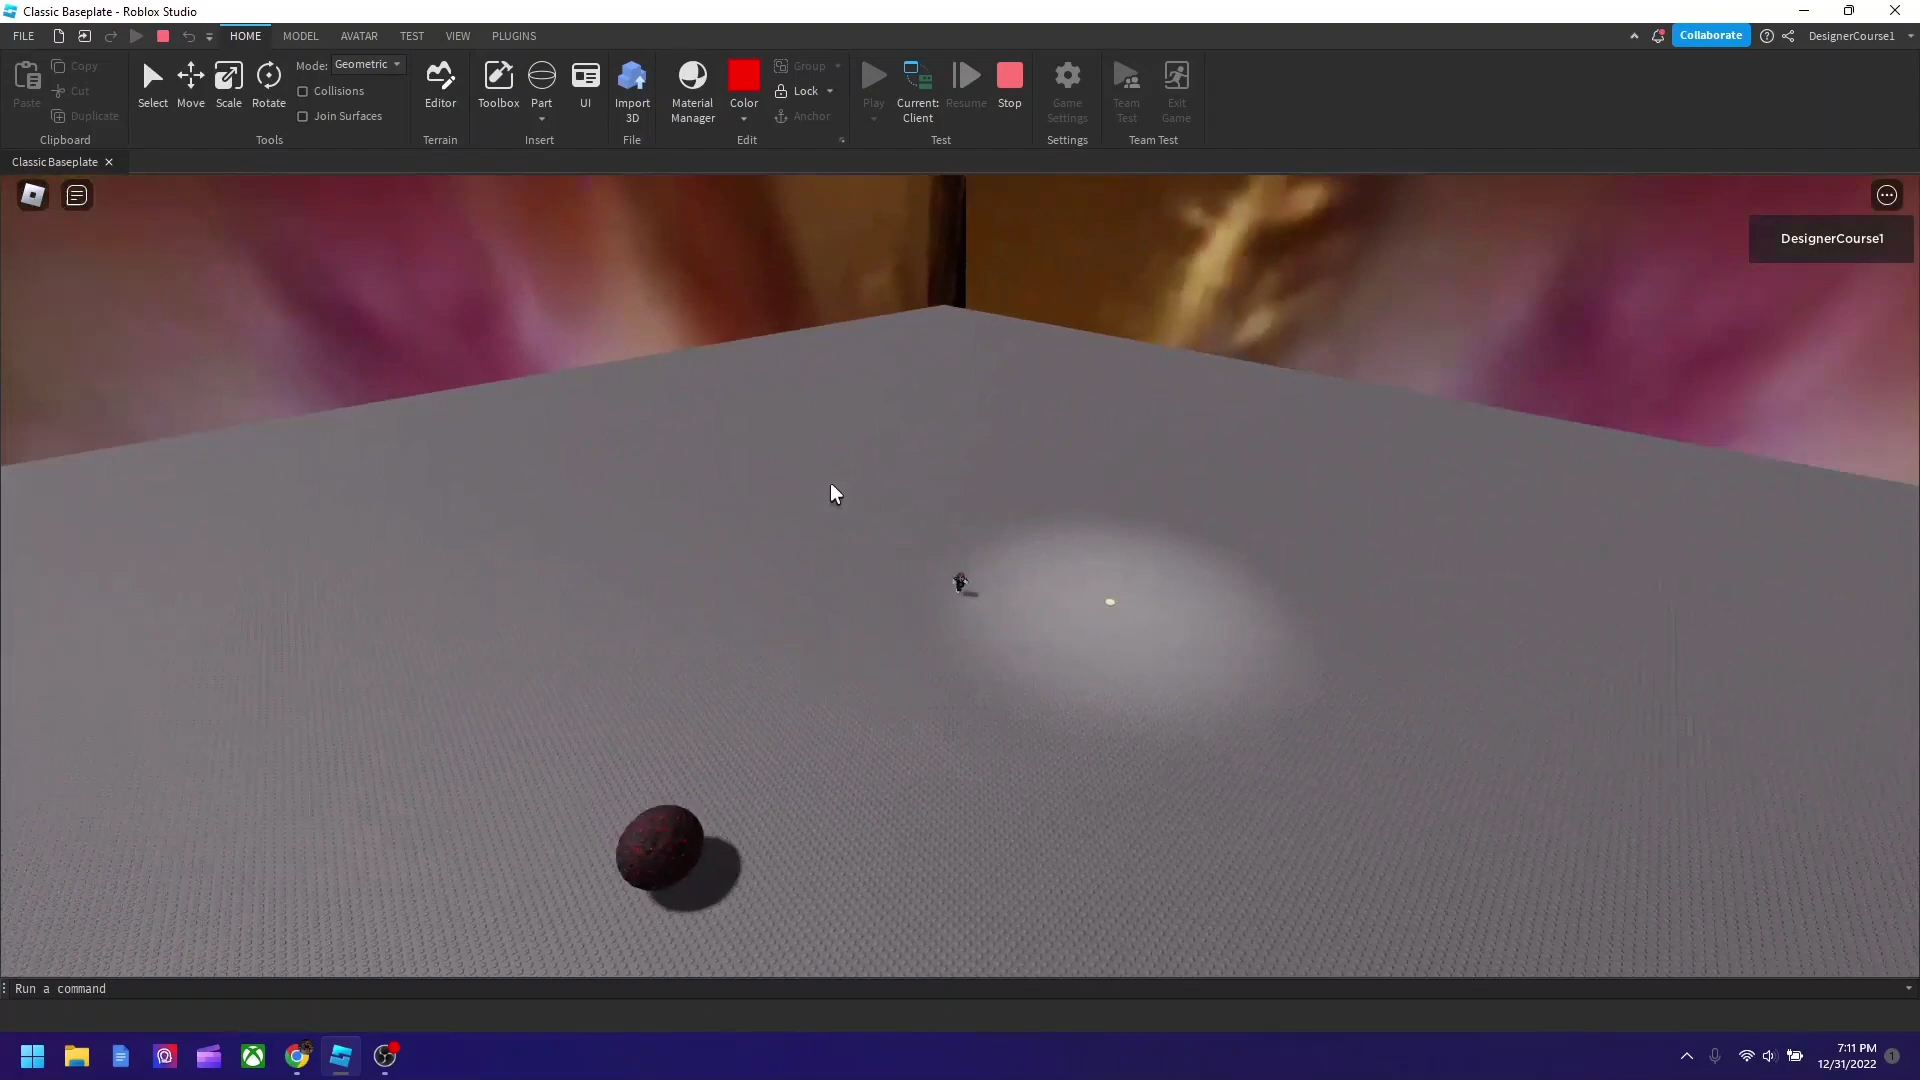 Classic Baseplate - Roblox Studio
FILE HOME MODEL AVATAR TEST VIEW PLUGINS Collaborate DesignerCourse1
Paste Copy Cut Duplicate
Clipboard
Select Move Scale Rotate Mode: Geometric
Collisions
Join Surfaces
Tools
Editor
Terrain
Toolbox Part UI
Insert
Import
3D
File
Material
Manager
Color
Group
Lock
Anchor
Edit
Play Current:
Client
Resume Stop
Test
Game
Settings
Settings
Team
Test
Exit
Game
Team Test
Classic Baseplate
DesignerCourse1
Run a command
7:11 PM
12/31/2022
1